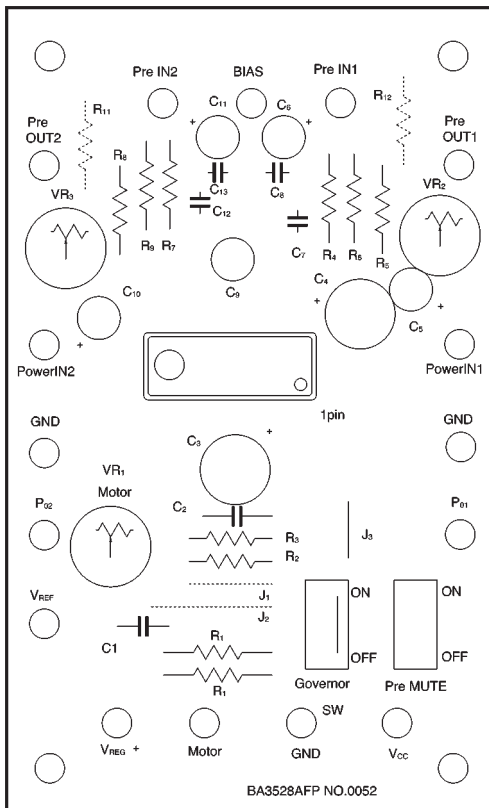 Pre IN2
BIAS
Pre IN1
R11
C11
C6
R12
+
+
Pre
OUT2
Pre
OUT1
R8
VR3
VR2
C13
C8
C12
C7
R9
R7
R4
R5
R6
C10
C9
C4
+
C5
+
+
PowerIN2
PowerIN1
1pin
GND
GND
C3
+
VR1
Motor
P02
P01
C2
R3
J3
R2
VREF
J1
J2
ON
ON
C1
R1
OFF
OFF
R1
Governor
Pre MUTE
SW
VREG +
Motor
GND
VCC
BA3528AFP NO.0052